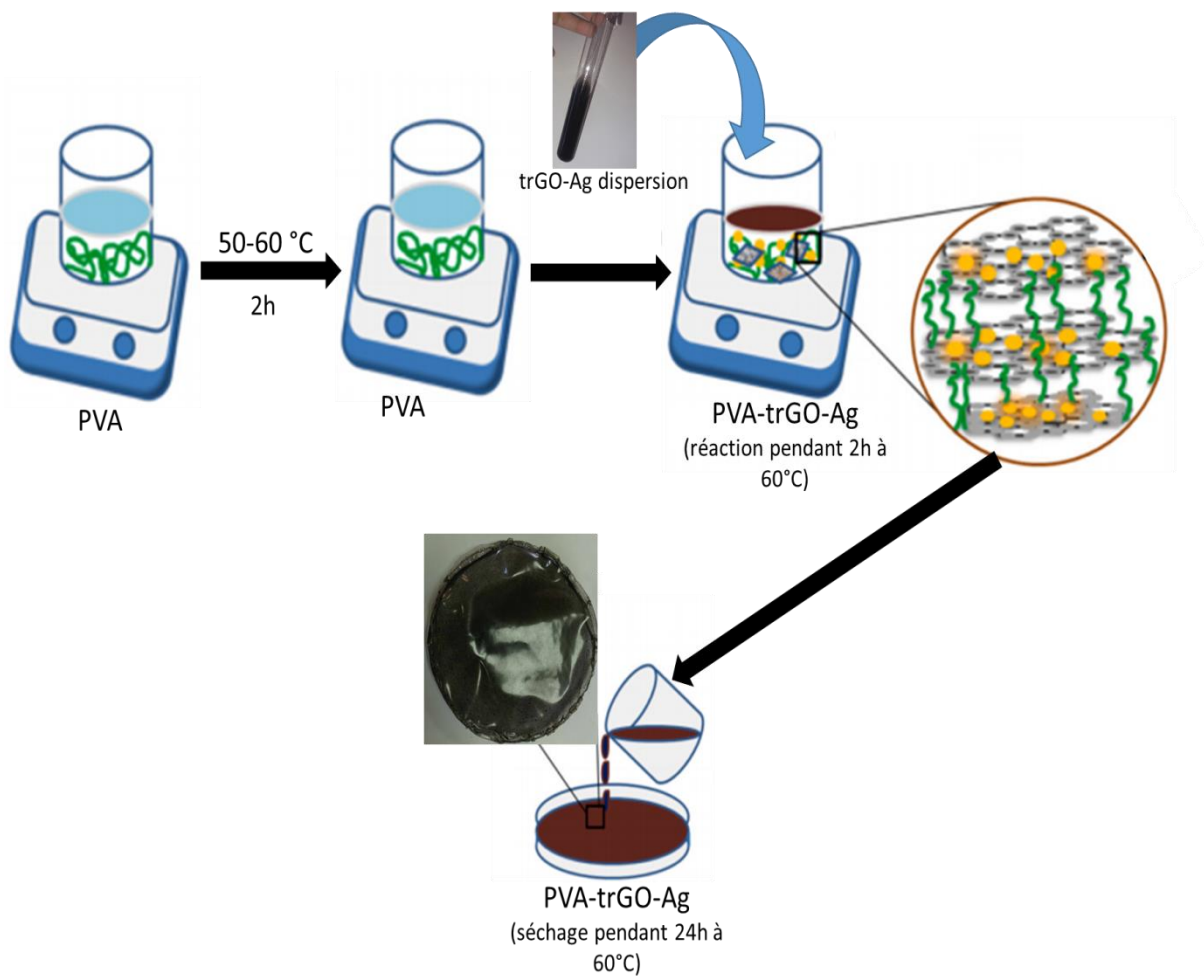 trGO-Ag dispersion
50-60 °C
2h
PVA
PVA
PVA-trGO-Ag
(réaction pendant 2h à
60°C)
PVA-trGO-Ag
(séchage pendant 24h à
60°C)